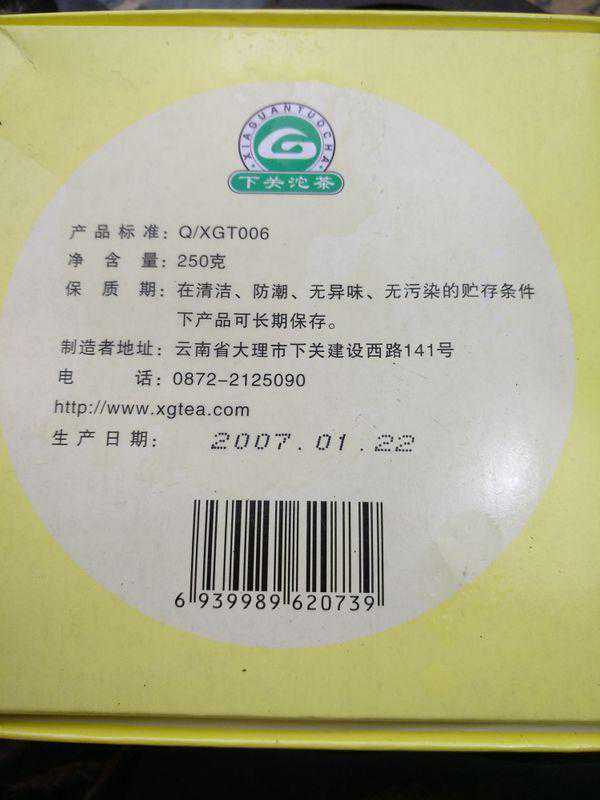 XIAGUANTUOCHA
下关沱茶
产品标准：Q/XGT006
净含量：250克
保质期：在清洁、防潮、无异味、无污染的贮存条件
下产品可长期保存。
制造者地址：云南省大理市下关建设西路141号
电话：0872-2125090
http://www.xgtea.com
生产日期：2007.01.22
6 939989 620739